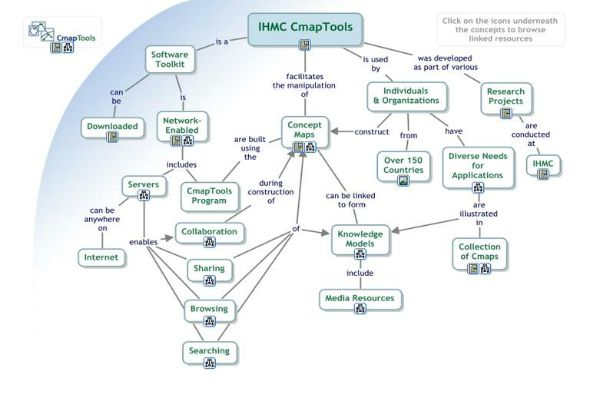 IHMC CmapTools
Click on the icons underneath
the concepts to browse
linked resources
CmapTools
is a
Software
Toolkit
facilitates
the manipulation
of
is used
by
was developed
as part of various
can
be
is
Individuals
& Organizations
Research
Projects
Downloaded
Network-
Enabled
are built
using
the
Concept
Maps
construct
from
have
are
conducted
at
includes
Over 150
Countries
Diverse Needs
for
Applications
IHMC
Servers
CmapTools
Program
during
construction
of
can be linked
to form
can be
anywhere
on
Collaboration
are
illustrated
in
enables
of
Knowledge
Models
Internet
Sharing
Collection
of Cmaps
include
Media Resources
Browsing
Searching